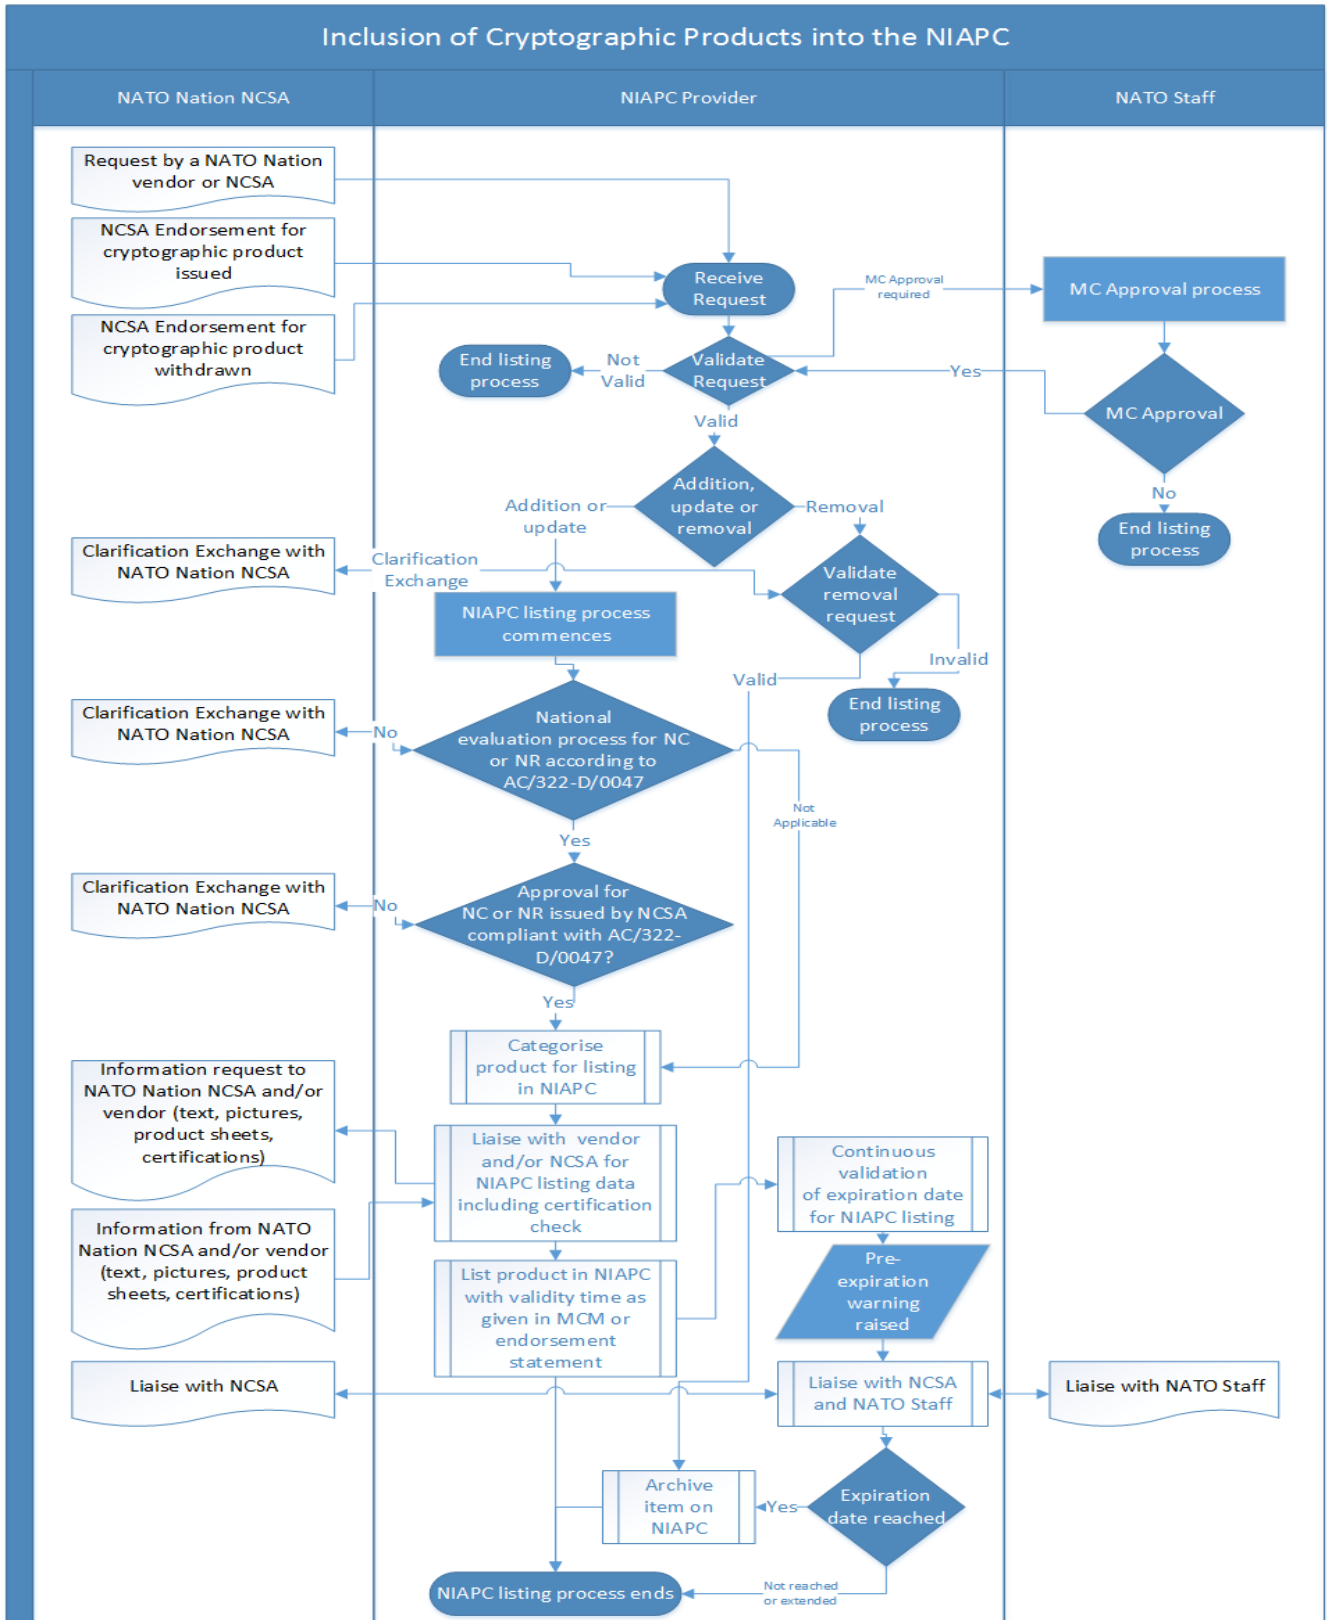 Inclusion of Cryptographic Products into the NIAPC
NATO Nation NCSA
NIAPC Provider
NATO Staff
Request by a NATO Nation
vendor or NCSA
NCSA Endorsement for
cryptographic product
issued
NCSA Endorsement for
cryptographic product
withdrawn
Receive
Request
MC Approval
required
MC Approval process
End listing
process
Not
Valid
Validate
Request
Yes
MC Approval
Valid
No
End listing
process
Addition,
update or
removal
Addition or
update
Removal
Clarification Exchange with
NATO Nation NCSA
Clarification
Exchange
Validate
removal
request
NIAPC listing process
commences
Invalid
Valid
End listing
process
Clarification Exchange with
NATO Nation NCSA
No
National
evaluation process for NC
or NR according to
AC/322-D/0047
Not
Applicable
Yes
Clarification Exchange with
NATO Nation NCSA
No
Approval for
NC or NR issued by NCSA
compliant with AC/322-
D/0047?
Yes
Categorise
product for listing
in NIAPC
Information request to
NATO Nation NCSA and/or
vendor (text, pictures,
product sheets,
certifications)
Liaise with vendor
and/or NCSA for
NIAPC listing data
including certification
check
Continuous
validation
of expiration date
for NIAPC listing
Information from NATO
Nation NCSA and/or vendor
(text, pictures, product
sheets, certifications)
List product in NIAPC
with validity time as
given in MCM or
endorsement
statement
Pre-
expiration
warning
raised
Liaise with NCSA
Liaise with NCSA
and NATO Staff
Liaise with NATO Staff
Archive
item on
NIAPC
Yes
Expiration
date reached
NIAPC listing process ends
Not reached
or extended